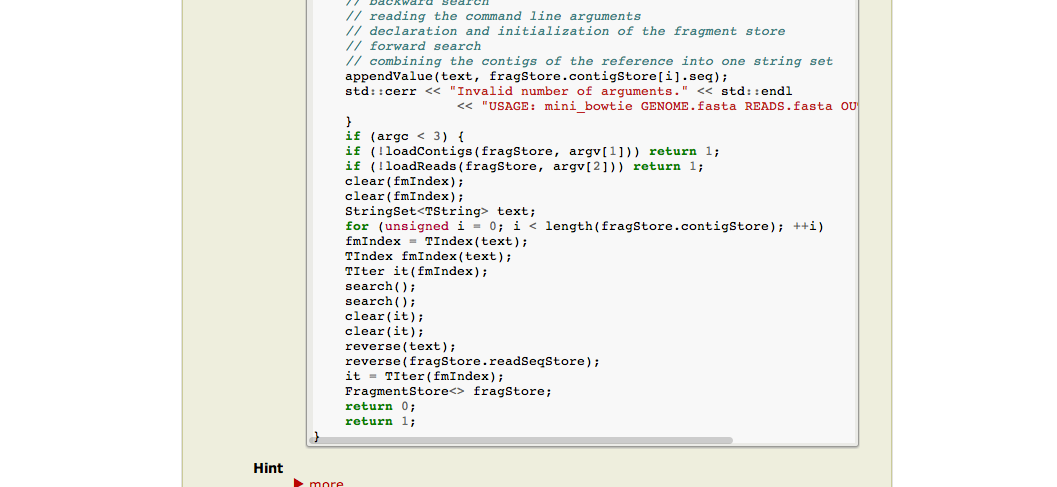 // backward search
// reading the command line arguments
// declaration and initialization of the fragment store
// forward search
// combining the contigs of the reference into one string set
appendValue(text, fragStore.contigStore[i].seq);
std::cerr << "Invalid number of arguments." << std::endl
<< "USAGE: mini_bowtie GENOME.fasta READS.fasta OU
}
if (argc < 3) {
if (!loadContigs(fragStore, argv[1])) return 1;
if (!loadReads(fragStore, argv[2])) return 1;
clear(fmIndex);
clear(fmIndex);
StringSet<TString> text;
for (unsigned i = 0; i < length(fragStore.contigStore); ++i)
fmIndex = TIndex(text);
TIndex fmIndex(text);
TIter it(fmIndex);
search();
search();
clear(it);
clear(it);
reverse(text);
reverse(fragStore.readSeqStore);
it = TIter(fmIndex);
FragmentStore<> fragStore;
return 0;
return 1;
}
Hint
more